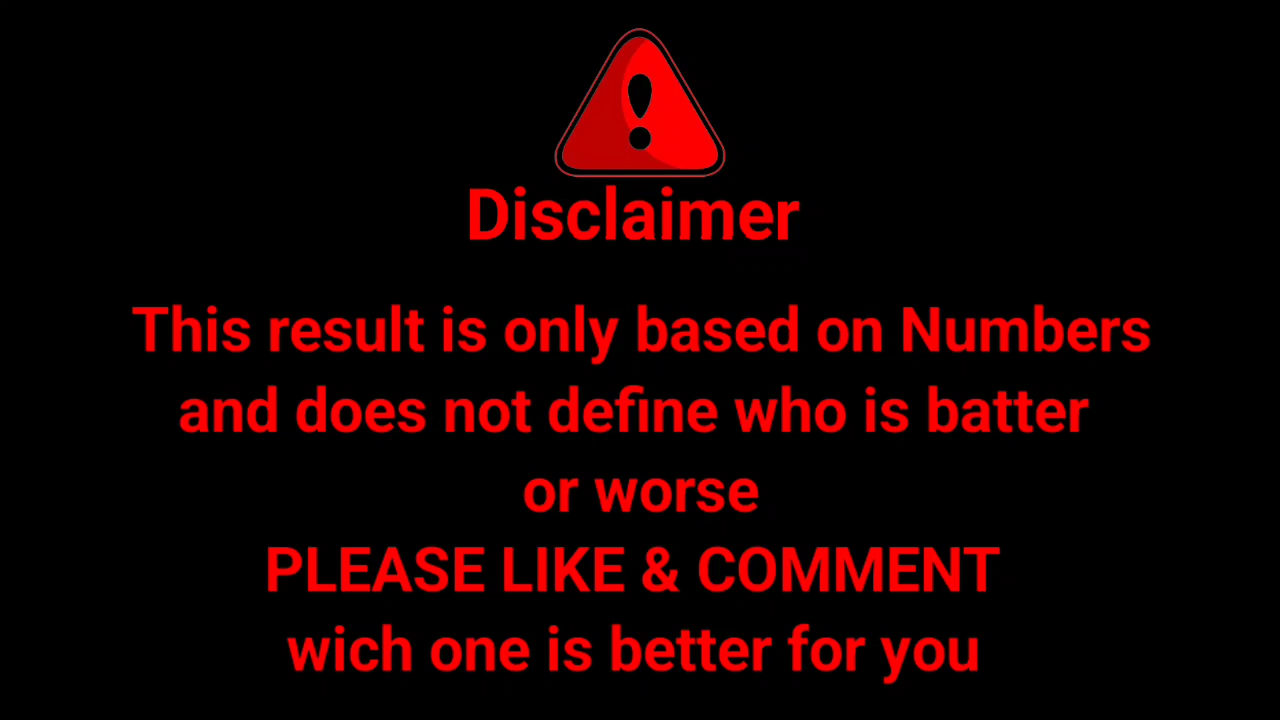 Disclaimer
This result is only based on Numbers
and does not define who is batter
or worse
PLEASE LIKE & COMMENT
wich one is better for you